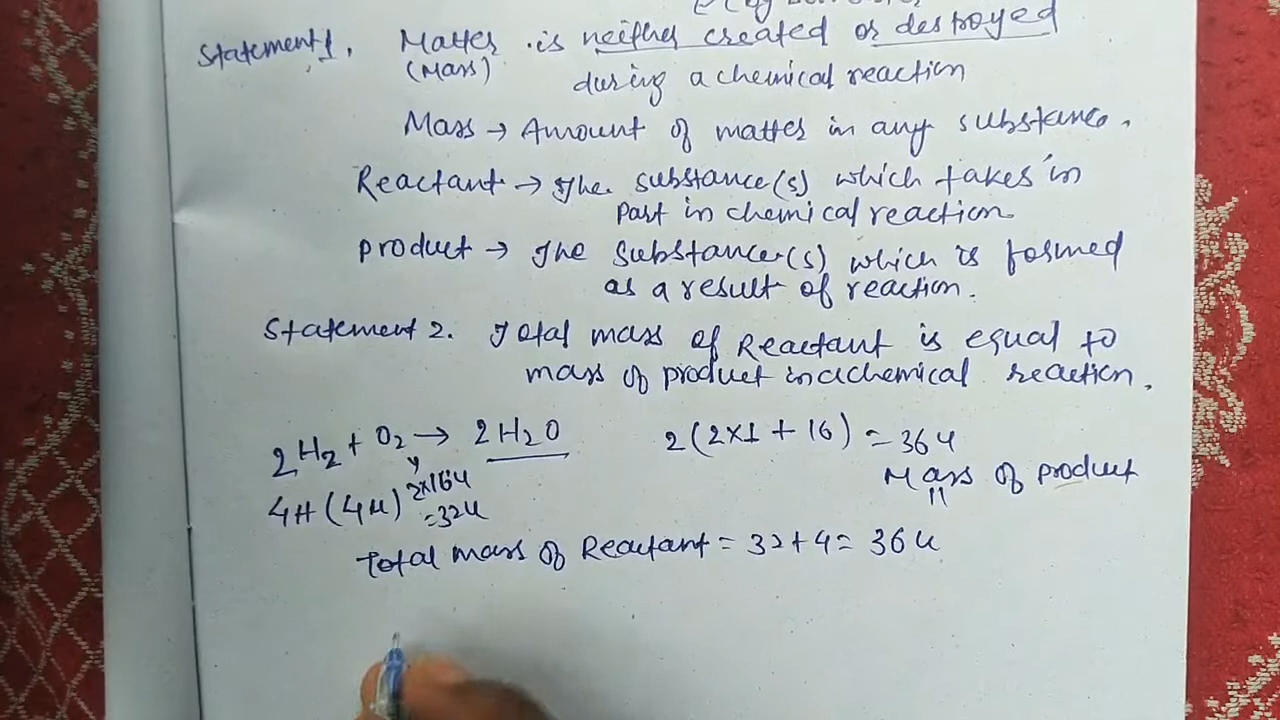 Statement 1. Matter is neither created or destroyed
(Mass) during a chemical reaction
Mass → Amount of matter in any substance.
Reactant → The substance(s) which takes in
part in chemical reaction
product → The substance(s) which is formed
as a result of reaction.
Statement 2. Total mass of Reactant is equal to
mass of product in a chemical reaction.
2H₂ + O₂ → 2H₂O 2(2×1 + 16) = 36u
4H (4u) 2×16u Mass of product
=32u =
Total mass of Reactant = 32+4 = 36u